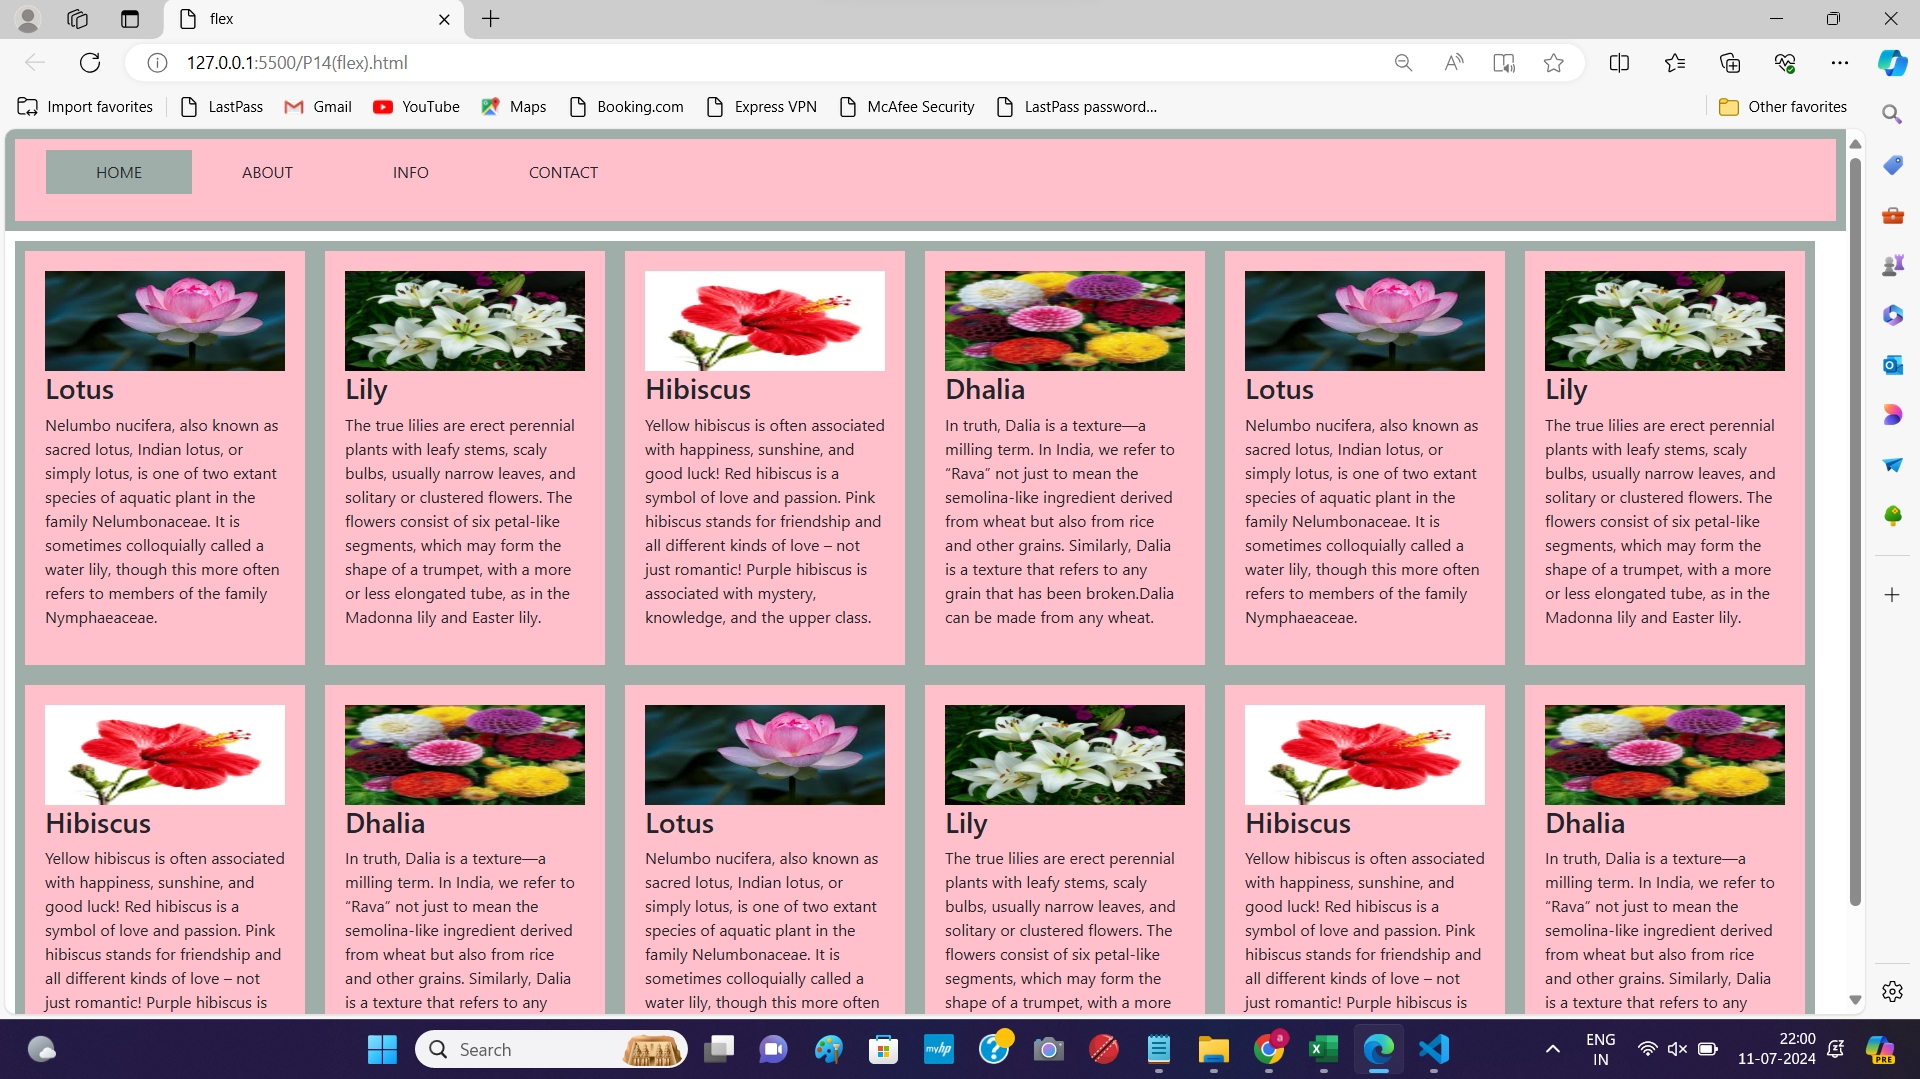 flex
127.0.0.1:5500/P14(flex).html
Import favorites
LastPass
Gmail
YouTube
Maps
Booking.com
Express VPN
McAfee Security
LastPass password...
Other favorites
HOME
ABOUT
INFO
CONTACT
Lotus
Nelumbo nucifera, also known as
sacred lotus, Indian lotus, or
simply lotus, is one of two extant
species of aquatic plant in the
family Nelumbonaceae. It is
sometimes colloquially called a
water lily, though this more often
refers to members of the family
Nymphaeaceae.
Lily
The true lilies are erect perennial
plants with leafy stems, scaly
bulbs, usually narrow leaves, and
solitary or clustered flowers. The
flowers consist of six petal-like
segments, which may form the
shape of a trumpet, with a more
or less elongated tube, as in the
Madonna lily and Easter lily.
Hibiscus
Yellow hibiscus is often associated
with happiness, sunshine, and
good luck! Red hibiscus is a
symbol of love and passion. Pink
hibiscus stands for friendship and
all different kinds of love – not
just romantic! Purple hibiscus is
associated with mystery,
knowledge, and the upper class.
Dhalia
In truth, Dalia is a texture—a
milling term. In India, we refer to
“Rava” not just to mean the
semolina-like ingredient derived
from wheat but also from rice
and other grains. Similarly, Dalia
is a texture that refers to any
grain that has been broken.Dalia
can be made from any wheat.
Lotus
Nelumbo nucifera, also known as
sacred lotus, Indian lotus, or
simply lotus, is one of two extant
species of aquatic plant in the
family Nelumbonaceae. It is
sometimes colloquially called a
water lily, though this more often
refers to members of the family
Nymphaeaceae.
Lily
The true lilies are erect perennial
plants with leafy stems, scaly
bulbs, usually narrow leaves, and
solitary or clustered flowers. The
flowers consist of six petal-like
segments, which may form the
shape of a trumpet, with a more
or less elongated tube, as in the
Madonna lily and Easter lily.
Hibiscus
Yellow hibiscus is often associated
with happiness, sunshine, and
good luck! Red hibiscus is a
symbol of love and passion. Pink
hibiscus stands for friendship and
all different kinds of love – not
just romantic! Purple hibiscus is
Dhalia
In truth, Dalia is a texture—a
milling term. In India, we refer to
“Rava” not just to mean the
semolina-like ingredient derived
from wheat but also from rice
and other grains. Similarly, Dalia
is a texture that refers to any
Lotus
Nelumbo nucifera, also known as
sacred lotus, Indian lotus, or
simply lotus, is one of two extant
species of aquatic plant in the
family Nelumbonaceae. It is
sometimes colloquially called a
water lily, though this more often
Lily
The true lilies are erect perennial
plants with leafy stems, scaly
bulbs, usually narrow leaves, and
solitary or clustered flowers. The
flowers consist of six petal-like
segments, which may form the
shape of a trumpet, with a more
Hibiscus
Yellow hibiscus is often associated
with happiness, sunshine, and
good luck! Red hibiscus is a
symbol of love and passion. Pink
hibiscus stands for friendship and
all different kinds of love – not
just romantic! Purple hibiscus is
Dhalia
In truth, Dalia is a texture—a
milling term. In India, we refer to
“Rava” not just to mean the
semolina-like ingredient derived
from wheat but also from rice
and other grains. Similarly, Dalia
is a texture that refers to any
Search
myhp
a
ENG
IN
22:00
11-07-2024
PRE